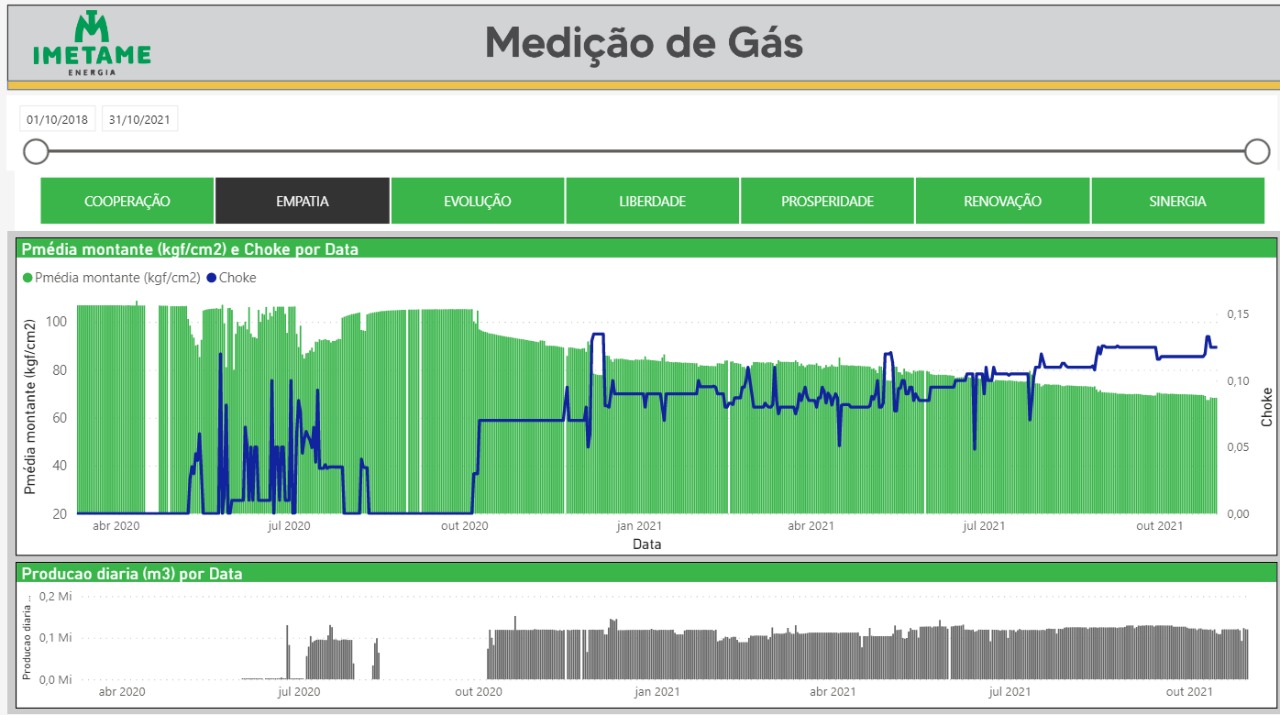 IMETAME
ENERGIA
Medição de Gás
01/10/2018 31/10/2021
COOPERAÇÃO EMPATIA EVOLUÇÃO LIBERDADE PROSPERIDADE RENOVAÇÃO SINERGIA
Pmédia montante (kgf/cm2) e Choke por Data
Pmédia montante (kgf/cm2) Choke
Pmédia montante (kgf/cm2)
100
80
60
40
20
0,15
0,10
0,05
0,00
Choke
abr 2020 jul 2020 out 2020 jan 2021 abr 2021 jul 2021 out 2021
Data
Producao diaria (m3) por Data
Producao diaria ...
0,2 Mi
0,1 Mi
0,0 Mi
abr 2020 jul 2020 out 2020 jan 2021 abr 2021 jul 2021 out 2021